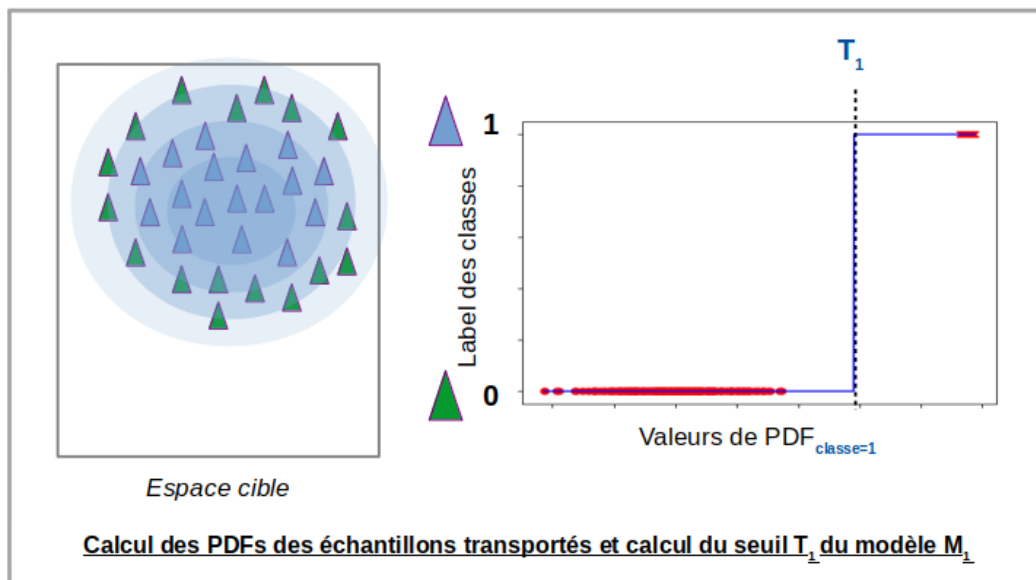 T1
1
Label des classes
0
Valeurs de PDFclasse=1
Espace cible
Calcul des PDFs des échantillons transportés et calcul du seuil T1 du modèle M1